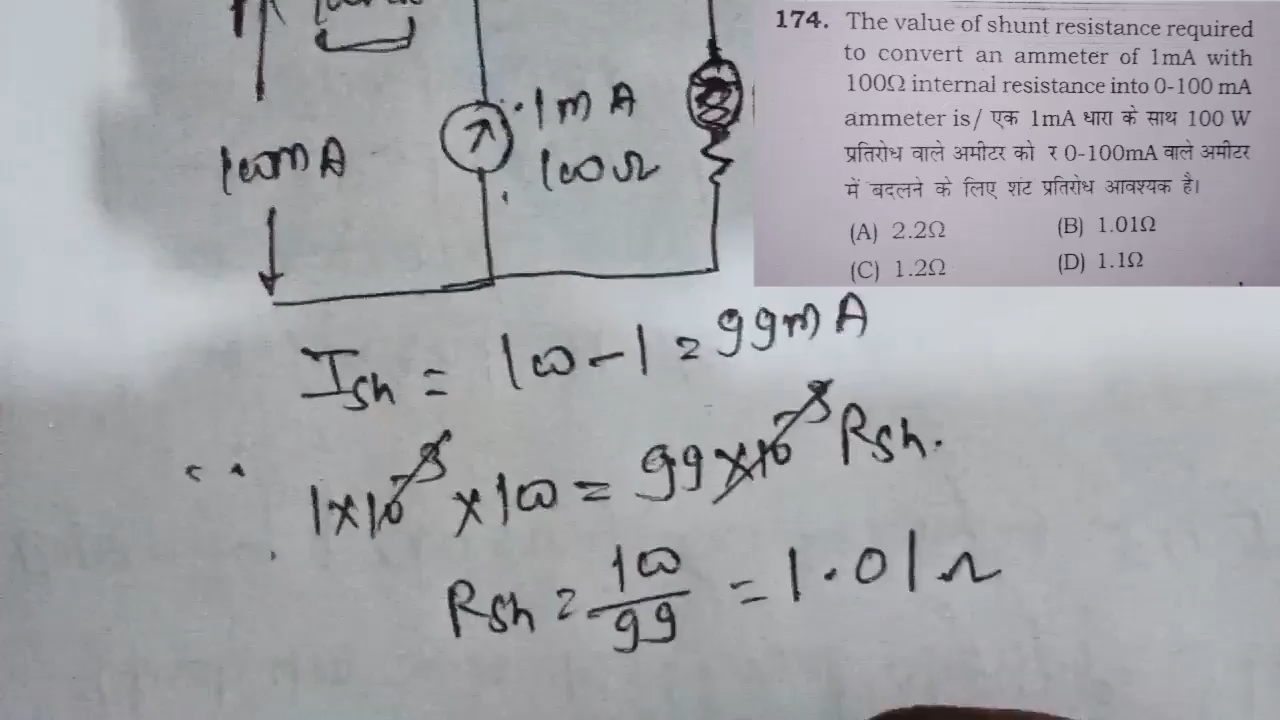 174. The value of shunt resistance required
to convert an ammeter of 1mA with
100Ω internal resistance into 0-100 mA
ammeter is/ एक 1mA धारा के साथ 100 W
प्रतिरोध वाले अमीटर को र 0-100mA वाले अमीटर
में बदलने के लिए शंट प्रतिरोध आवश्यक है।
(A) 2.2Ω (B) 1.01Ω
(C) 1.2Ω (D) 1.1Ω
100mA
1mA
100Ω
Ish = 100-1 = 99mA
1×10⁻³ × 100 = 99×10⁻³ Rsh.
Rsh = 100/99 = 1.01Ω